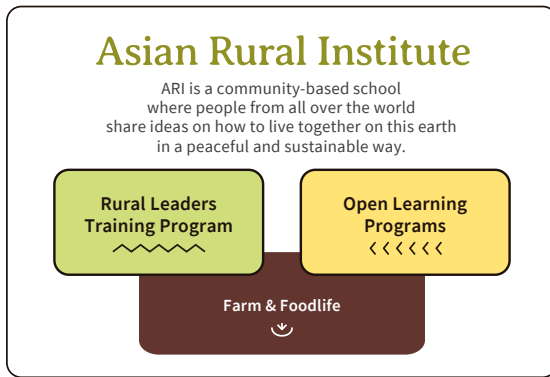 Asian Rural Institute
ARI is a community-based school
where people from all over the world
share ideas on how to live together on this earth
in a peaceful and sustainable way.
Rural Leaders
Training Program
Open Learning
Programs
Farm & Foodlife